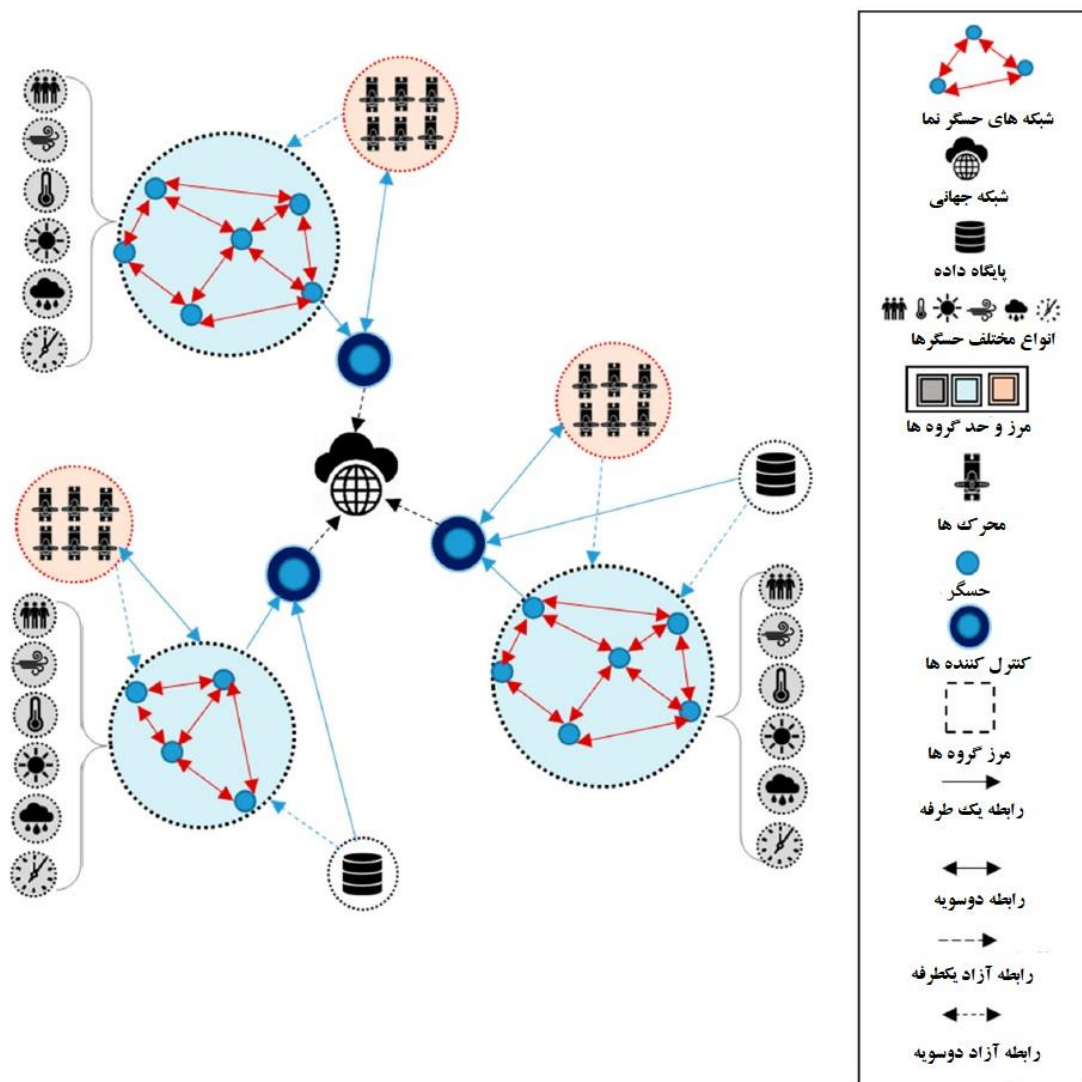 شبکه های حسگر نما
شبکه جهانی
پایگاه داده
انواع مختلف حسگرها
مرز و حد گروه ها
محرک ها
حسگر
کنترل کننده ها
مرز گروه ها
رابطه یک طرفه
رابطه دوسویه
رابطه آزاد یکطرفه
رابطه آزاد دوسویه